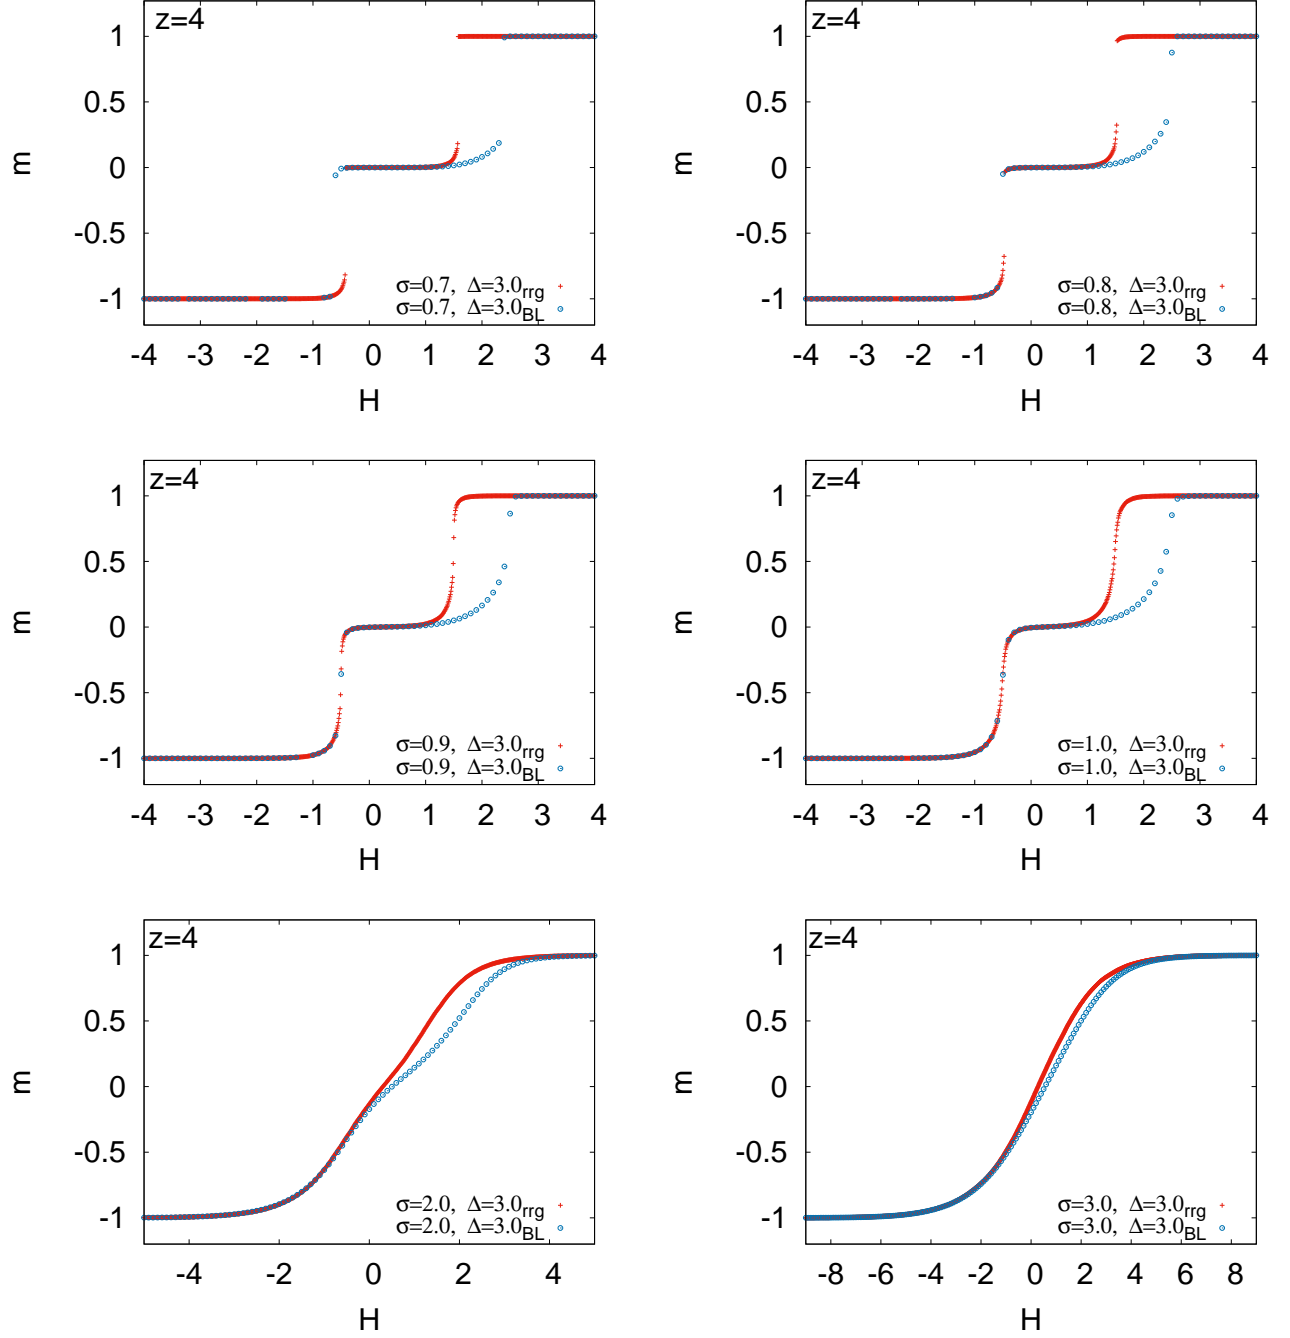 z=4
1
0.5
0
-0.5
-1
m
σ=0.7, Δ=3.0rrg
σ=0.7, Δ=3.0BL
-4 -3 -2 -1 0 1 2 3 4
H
z=4
1
0.5
0
-0.5
-1
m
σ=0.8, Δ=3.0rrg
σ=0.8, Δ=3.0BL
-4 -3 -2 -1 0 1 2 3 4
H
z=4
1
0.5
0
-0.5
-1
m
σ=0.9, Δ=3.0rrg
σ=0.9, Δ=3.0BL
-4 -3 -2 -1 0 1 2 3 4
H
z=4
1
0.5
0
-0.5
-1
m
σ=1.0, Δ=3.0rrg
σ=1.0, Δ=3.0BL
-4 -3 -2 -1 0 1 2 3 4
H
z=4
1
0.5
0
-0.5
-1
m
σ=2.0, Δ=3.0rrg
σ=2.0, Δ=3.0BL
-4 -2 0 2 4
H
z=4
1
0.5
0
-0.5
-1
m
σ=3.0, Δ=3.0rrg
σ=3.0, Δ=3.0BL
-8 -6 -4 -2 0 2 4 6 8
H